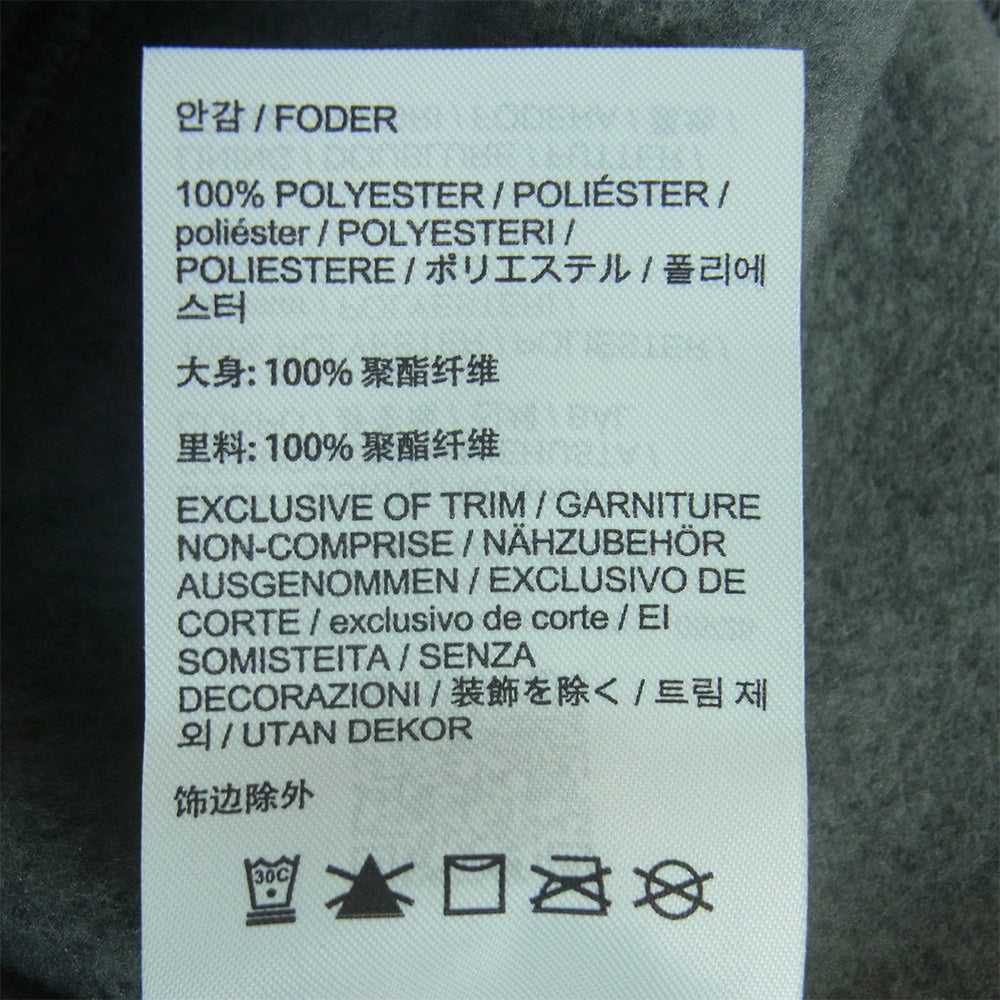 안감 / FODER
100% POLYESTER / POLIÉSTER /
poliéster / POLYESTERI /
POLIESTERE / ポリエステル / 폴리에
스터
大身: 100% 聚酯纤维
里料: 100% 聚酯纤维
EXCLUSIVE OF TRIM / GARNITURE
NON-COMPRISE / NÄHZUBEHÖR
AUSGENOMMEN / EXCLUSIVO DE
CORTE / exclusivo de corte / EI
SOMISTEITA / SENZA
DECORAZIONI / 装飾を除く / 트림 제
외 / UTAN DEKOR
饰边除外
30C